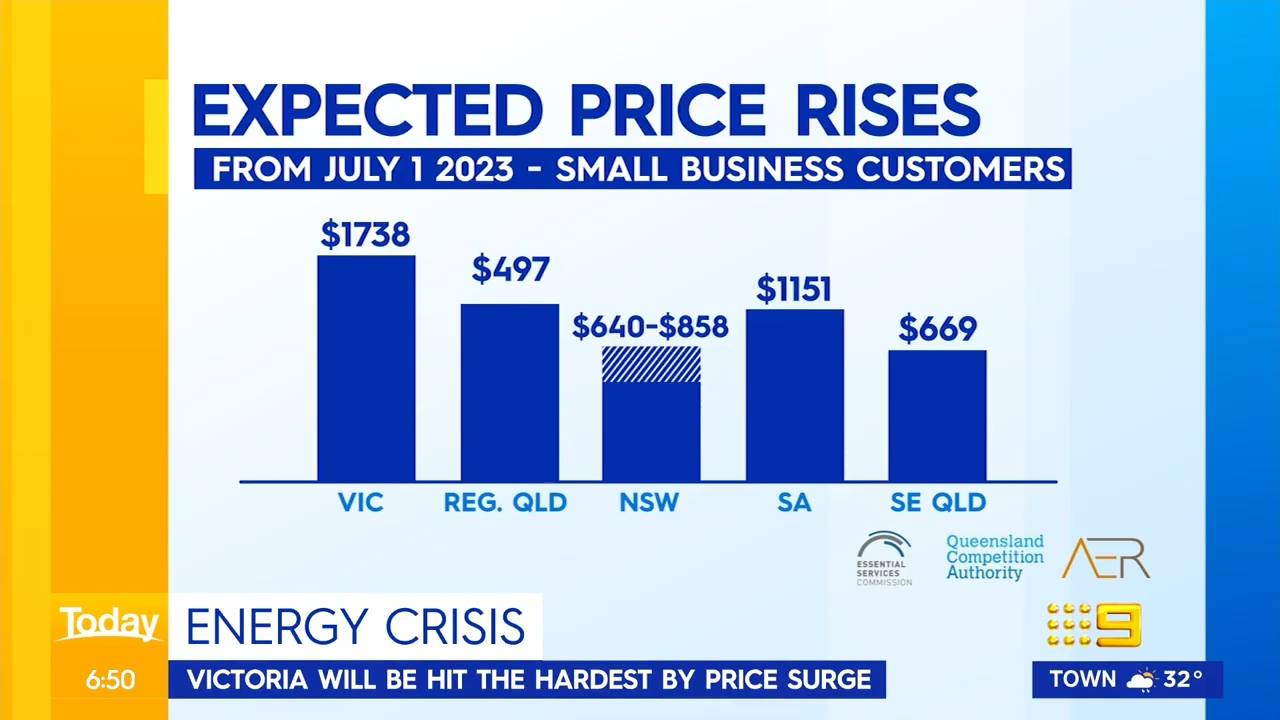 EXPECTED PRICE RISES
FROM JULY 1 2023 - SMALL BUSINESS CUSTOMERS
$1738
$497
$640-$858
$1151
$669
VIC
REG. QLD
NSW
SA
SE QLD
ESSENTIAL
SERVICES
COMMISSION
Queensland
Competition
Authority
AER
Today
ENERGY CRISIS
9
6:50
VICTORIA WILL BE HIT THE HARDEST BY PRICE SURGE
TOWN 32°